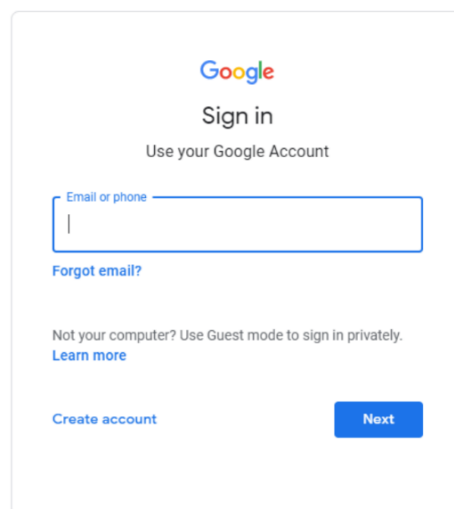 Google
Sign in
Use your Google Account
Email or phone
Forgot email?
Not your computer? Use Guest mode to sign in privately.
Learn more
Create account
Next